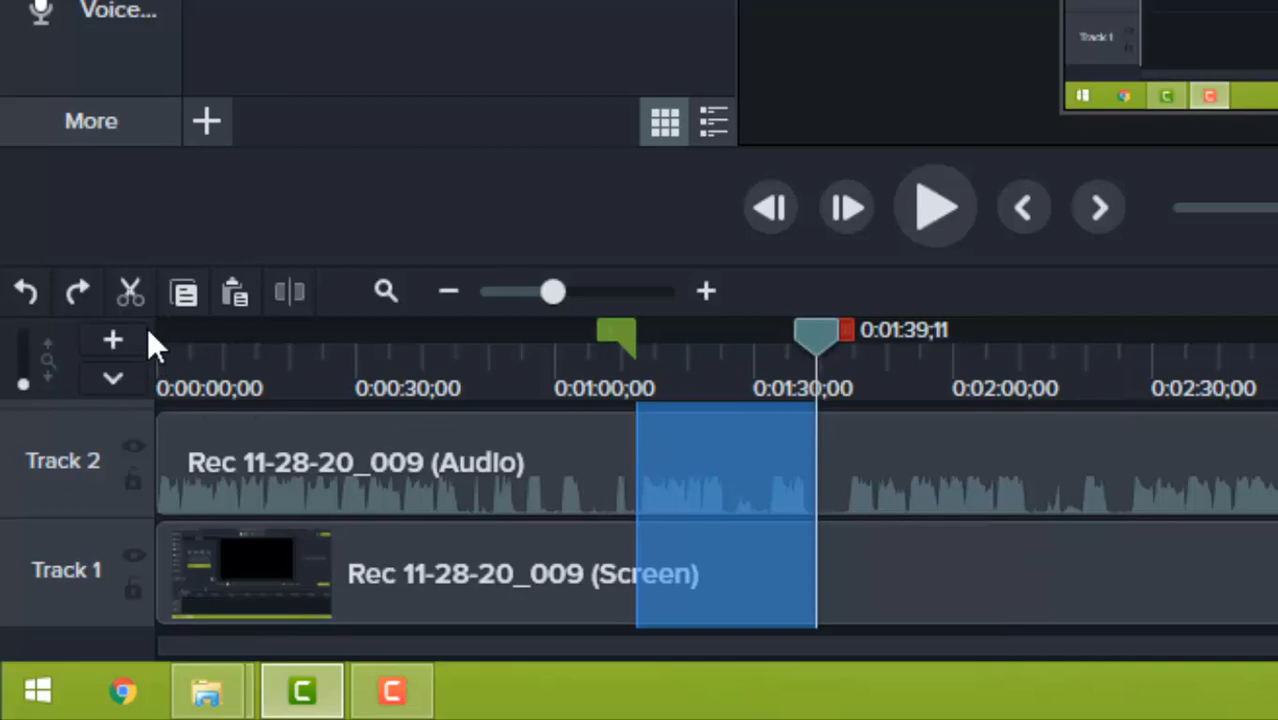 Voice...
Track 1
More
0:01:39;11
0:00:00;00 0:00:30;00 0:01:00;00 0:01:30;00 0:02:00;00 0:02:30;00
Track 2
Rec 11-28-20_009 (Audio)
Track 1
Rec 11-28-20_009 (Screen)